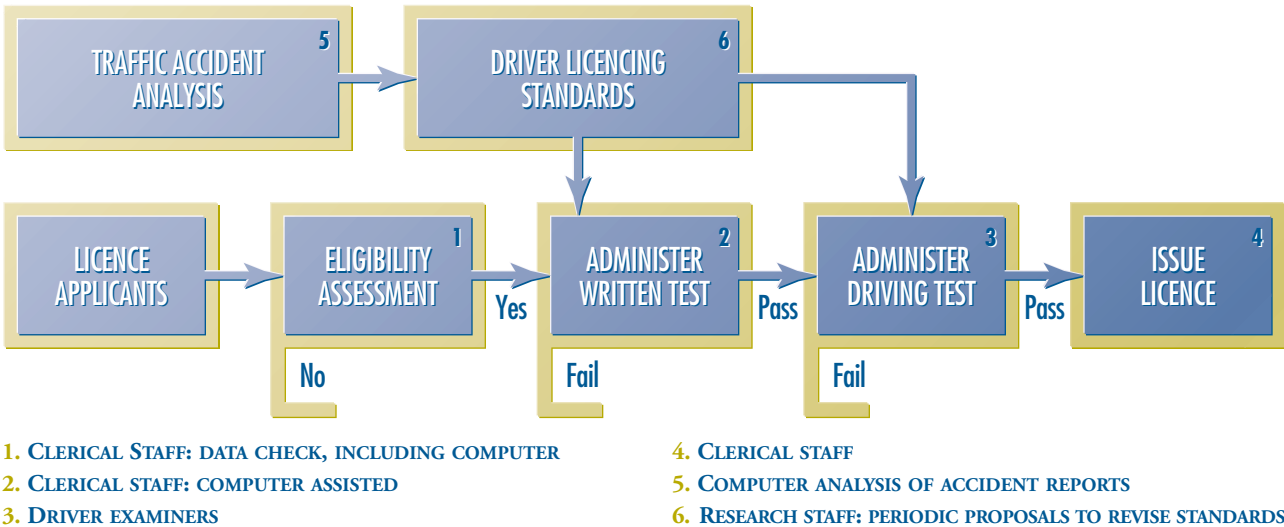 TRAFFIC ACCIDENT
ANALYSIS
5
DRIVER LICENCING
STANDARDS
6
LICENCE
APPLICANTS
ELIGIBILITY
ASSESSMENT
1
Yes
No
ADMINISTER
WRITTEN TEST
2
Pass
Fail
ADMINISTER
DRIVING TEST
3
Pass
Fail
ISSUE
LICENCE
4
1. CLERICAL STAFF: DATA CHECK, INCLUDING COMPUTER
2. CLERICAL STAFF: COMPUTER ASSISTED
3. DRIVER EXAMINERS
4. CLERICAL STAFF
5. COMPUTER ANALYSIS OF ACCIDENT REPORTS
6. RESEARCH STAFF: PERIODIC PROPOSALS TO REVISE STANDARDS